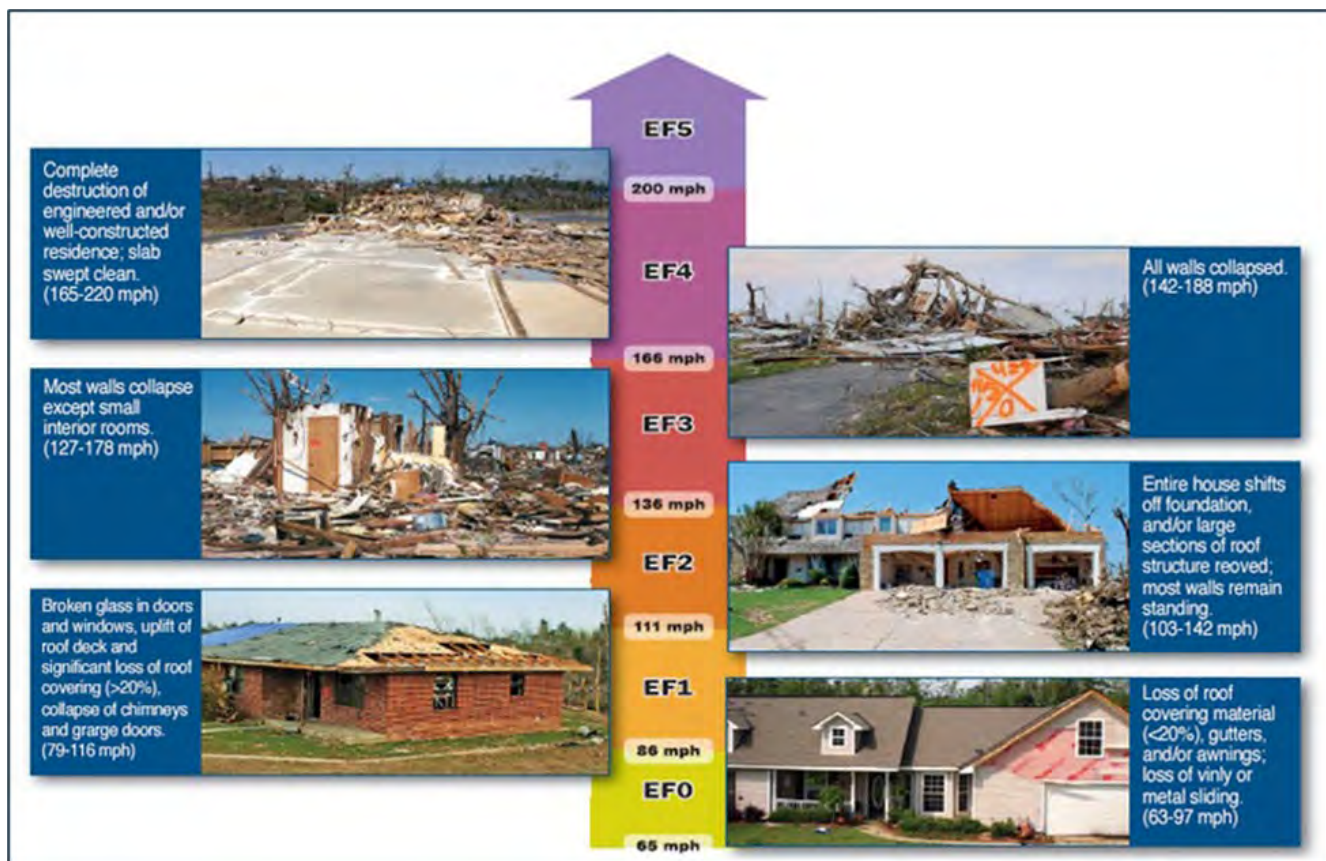 EF5
200 mph
EF4
166 mph
EF3
136 mph
EF2
111 mph
EF1
86 mph
EF0
65 mph
Complete
destruction of
engineered and/or
well-constructed
residence; slab
swept clean.
(165-220 mph)
All walls collapsed.
(142-188 mph)
Most walls collapse
except small
interior rooms.
(127-178 mph)
Entire house shifts
off foundation,
and/or large
sections of roof
structure reoved;
most walls remain
standing.
(103-142 mph)
Broken glass in doors
and windows, uplift of
roof deck and
significant loss of roof
covering (>20%),
collapse of chimneys
and grarge doors.
(79-116 mph)
Loss of roof
covering material
(<20%), gutters,
and/or awnings;
loss of vinly or
metal sliding.
(63-97 mph)